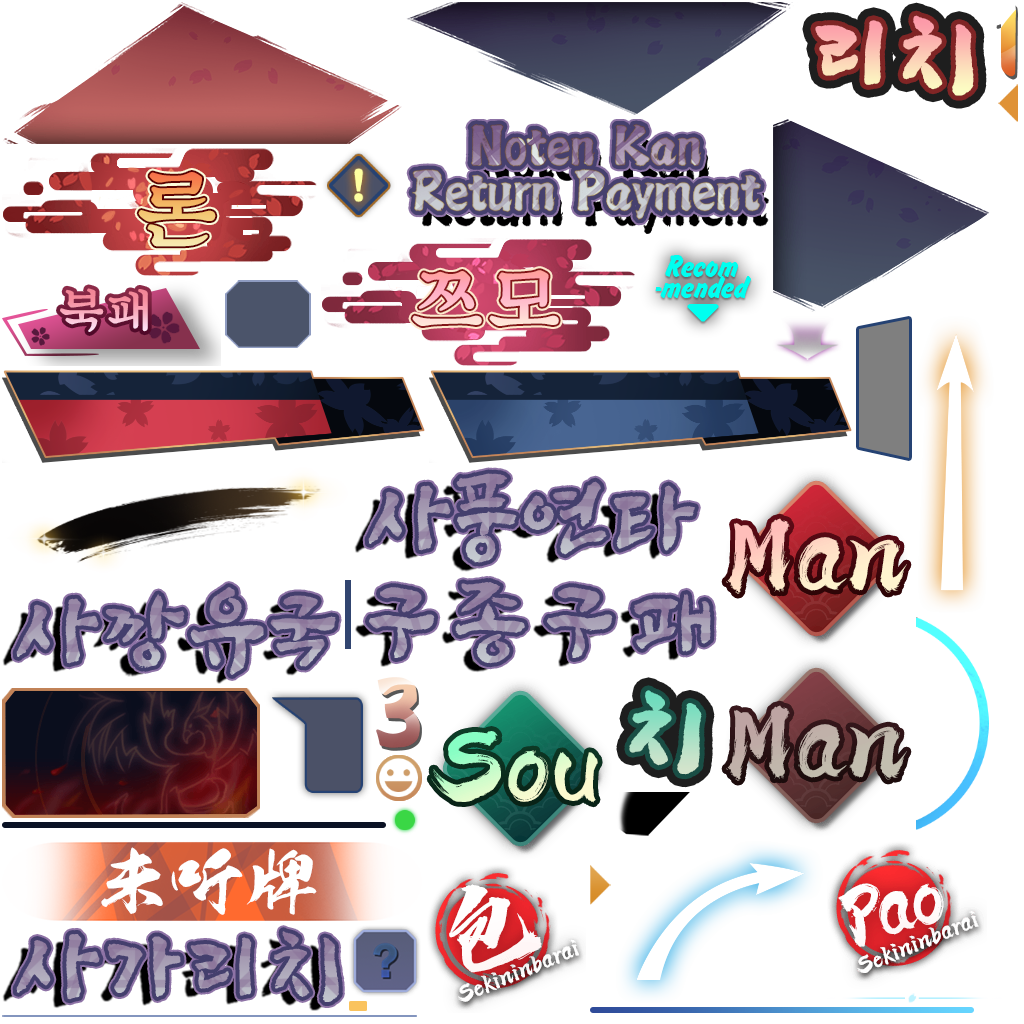 리치
론
!
Noten Kan
Return Payment
북패
쯔모
Recom
-mended
사풍연타
Man
사깡유국
구종구패
3
Sou
치
Man
未听牌
사가리치
?
包
Sekininbarai
Pao
Sekininbarai